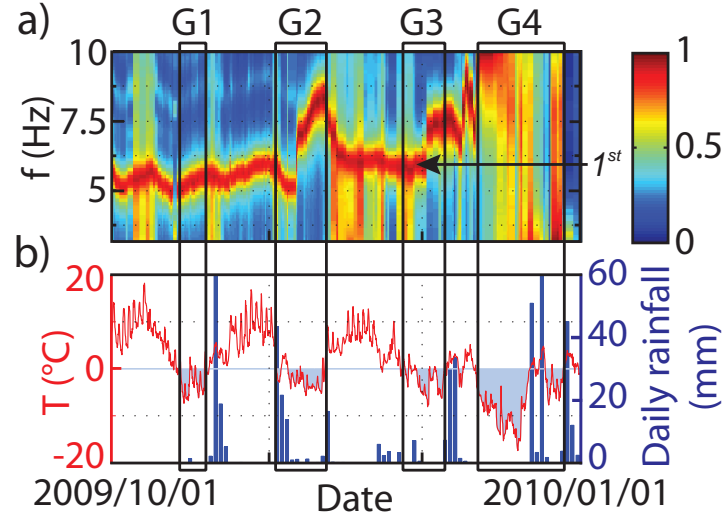 a)
G1 G2 G3 G4
10
7.5
5
f (Hz)
1st
1
0.5
0
b)
20
0
-20
T (°C)
60
40
20
0
Daily rainfall
(mm)
2009/10/01 Date 2010/01/01